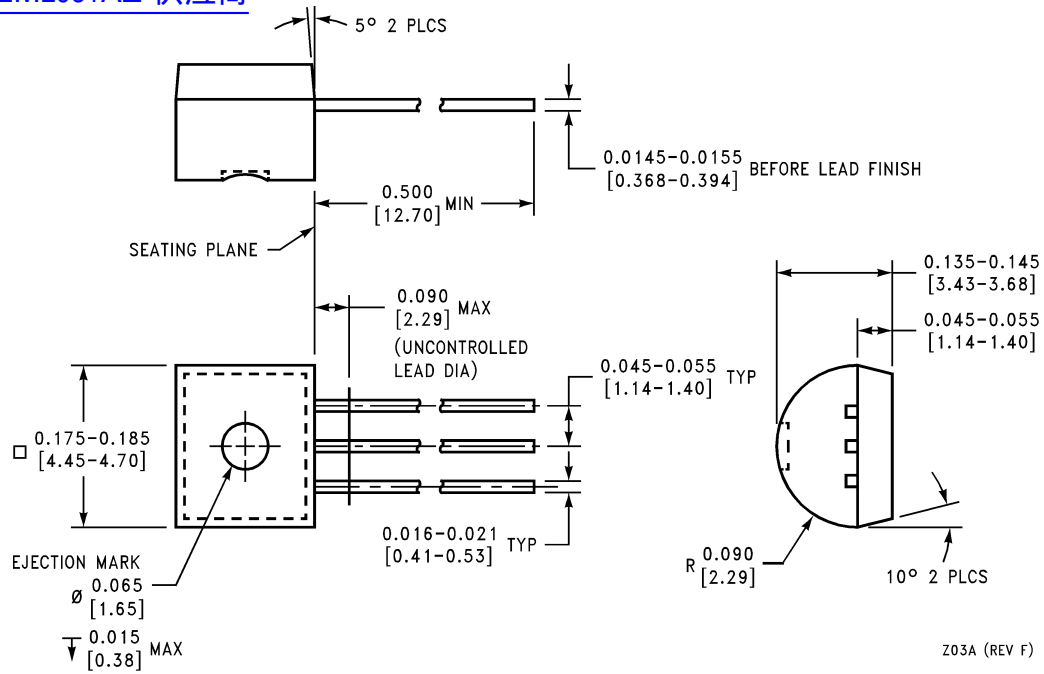 供应商
5° 2 PLCS
0.0145-0.0155
[0.368-0.394] BEFORE LEAD FINISH
0.500
[12.70] MIN
SEATING PLANE
0.135-0.145
[3.43-3.68]
0.090
[2.29] MAX
(UNCONTROLLED
LEAD DIA)
0.045-0.055
[1.14-1.40]
0.045-0.055
[1.14-1.40] TYP
□ 0.175-0.185
[4.45-4.70]
0.016-0.021
[0.41-0.53] TYP
EJECTION MARK
Ø 0.065
[1.65]
↧ 0.015
[0.38] MAX
R 0.090
[2.29]
10° 2 PLCS
Z03A (REV F)